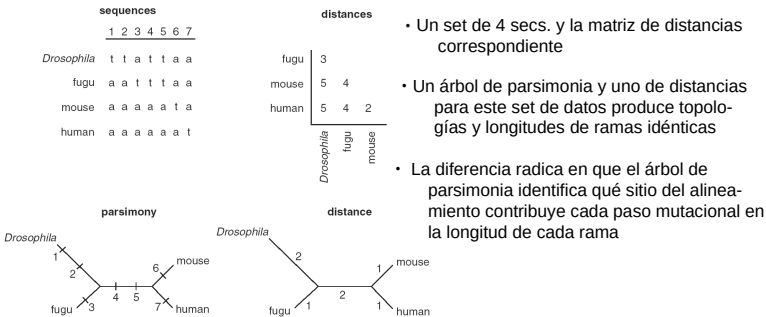 sequences
1 2 3 4 5 6 7
Drosophila t t a t t a a
fugu a a t t t a a
mouse a a a a a t a
human a a a a a a t
distances
fugu 3
mouse 5 4
human 5 4 2
Drosophila
fugu
mouse
• Un set de 4 secs. y la matriz de distancias
correspondiente
• Un árbol de parsimonia y uno de distancias
para este set de datos produce topolo-
gías y longitudes de ramas idénticas
• La diferencia radica en que el árbol de
parsimonia identifica qué sitio del alinea-
miento contribuye cada paso mutacional en
la longitud de cada rama
parsimony
Drosophila
1
2
3
4 5
6
7
mouse
fugu
human
distance
Drosophila
2
1
2
1
1
mouse
fugu
human